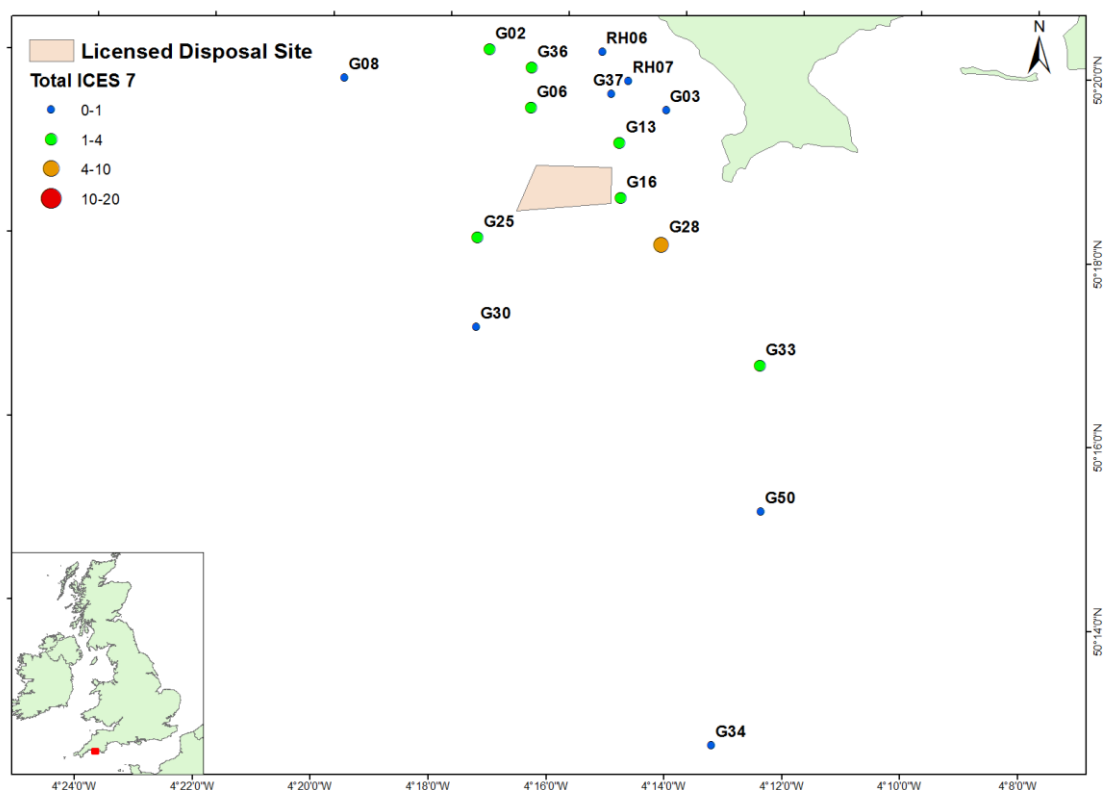 Licensed Disposal Site
Total ICES 7
0-1
1-4
4-10
10-20
N
G02
G36
RH06
G08
RH07
G37
G06
G03
G13
G16
G25
G28
G30
G33
G50
G34
50°20'0"N
50°18'0"N
50°16'0"N
50°14'0"N
4°24'0"W
4°22'0"W
4°20'0"W
4°18'0"W
4°16'0"W
4°14'0"W
4°12'0"W
4°10'0"W
4°8'0"W